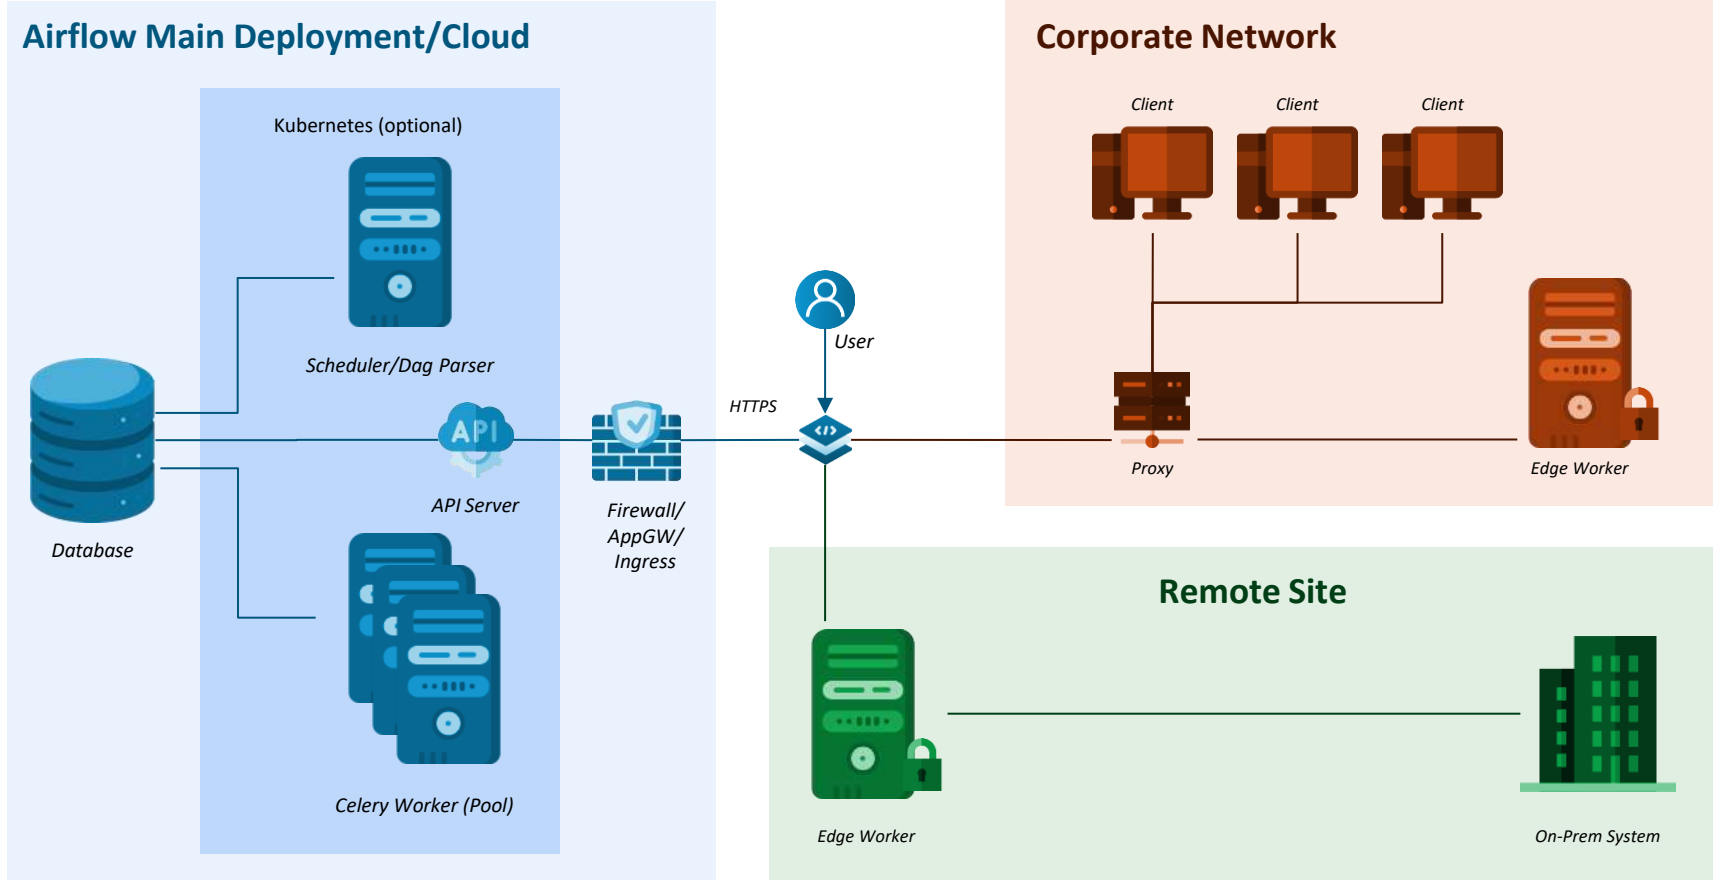 Airflow Main Deployment/Cloud
Kubernetes (optional)
Scheduler/Dag Parser
API
API Server
Database
Celery Worker (Pool)
Firewall/
AppGW/
Ingress
HTTPS
User
</>
Corporate Network
Client
Client
Client
Proxy
Edge Worker
Remote Site
Edge Worker
On-Prem System